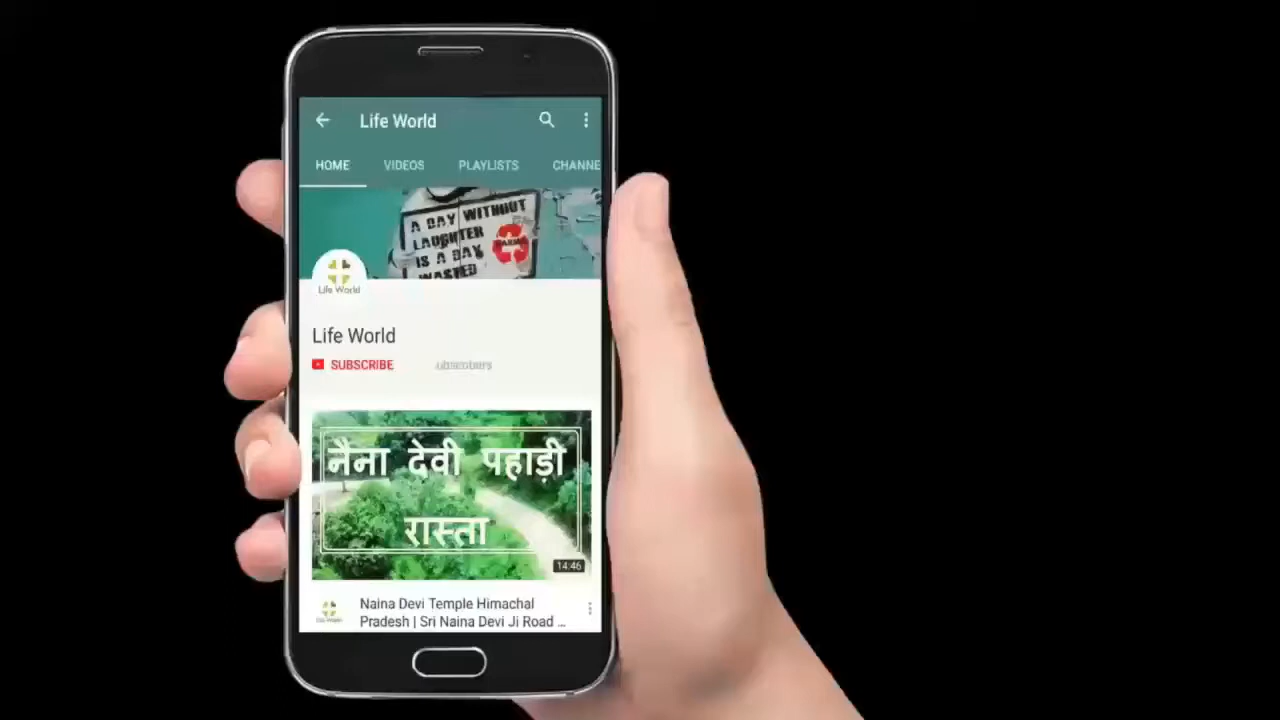 Life World
HOME VIDEOS PLAYLISTS CHANNE
A DAY WITHOUT
LAUGHTER
IS A DAY
WASTED
Life World
Life World
SUBSCRIBE
नैना देवी पहाड़ी
रास्ता
14:46
Naina Devi Temple Himachal
Pradesh | Sri Naina Devi Ji Road ...